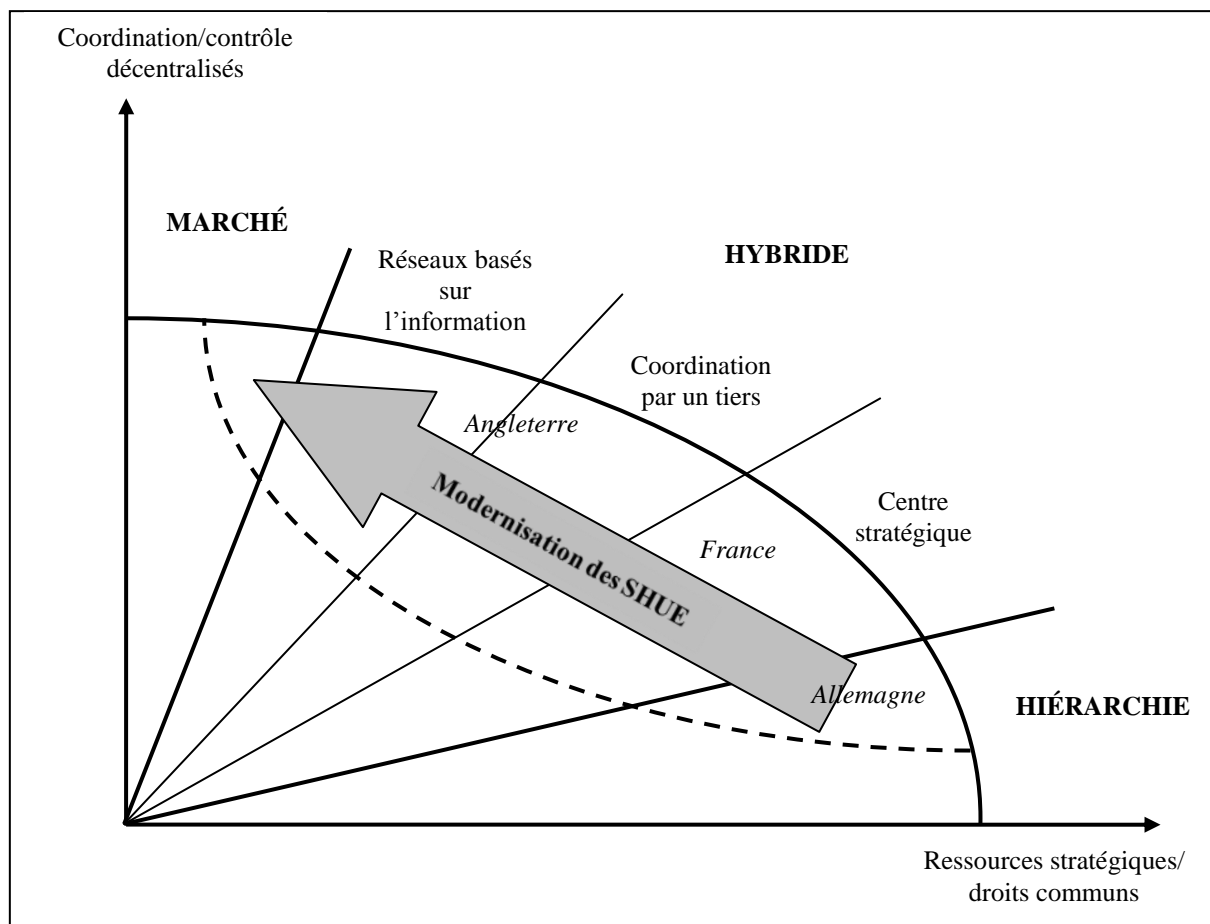 Coordination/contrôle
décentralisés
MARCHÉ
HYBRIDE
Réseaux basés
sur
l’information
Coordination
par un tiers
Angleterre
Modernisation des SHUE
Centre
stratégique
France
Allemagne
HIÉRARCHIE
Ressources stratégiques/
droits communs